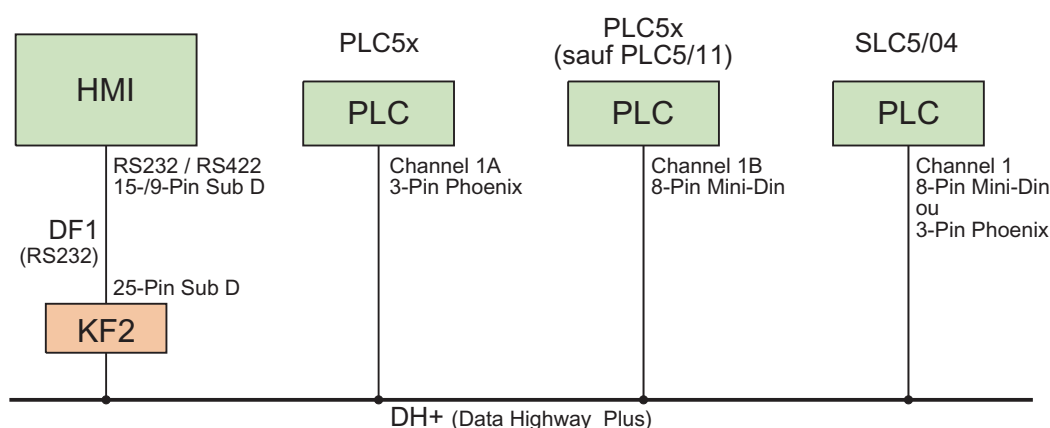 HMI
RS232 / RS422
15-/9-Pin Sub D
DF1
(RS232)
25-Pin Sub D
KF2
PLC5x
PLC
Channel 1A
3-Pin Phoenix
PLC5x
(sauf PLC5/11)
PLC
Channel 1B
8-Pin Mini-Din
SLC5/04
PLC
Channel 1
8-Pin Mini-Din
ou
3-Pin Phoenix
DH+ (Data Highway Plus)